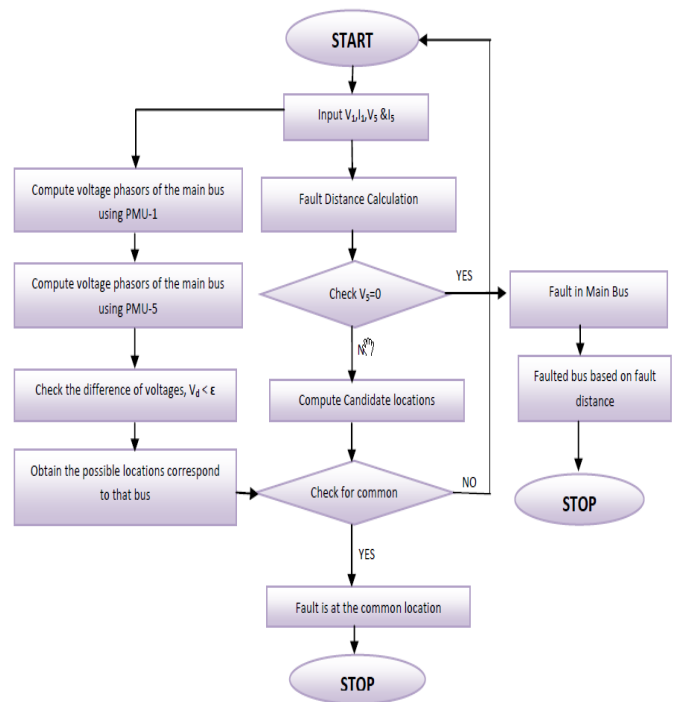 START
Input V₁,I₁,V₅ &I₅
Compute voltage phasors of the main bus
using PMU-1
Fault Distance Calculation
Compute voltage phasors of the main bus
using PMU-5
Check V₅=0
YES
Fault in Main Bus
Check the difference of voltages, V_d < ε
Compute Candidate locations
Faulted bus based on fault
distance
Obtain the possible locations correspond
to that bus
Check for common
NO
STOP
YES
Fault is at the common location
STOP